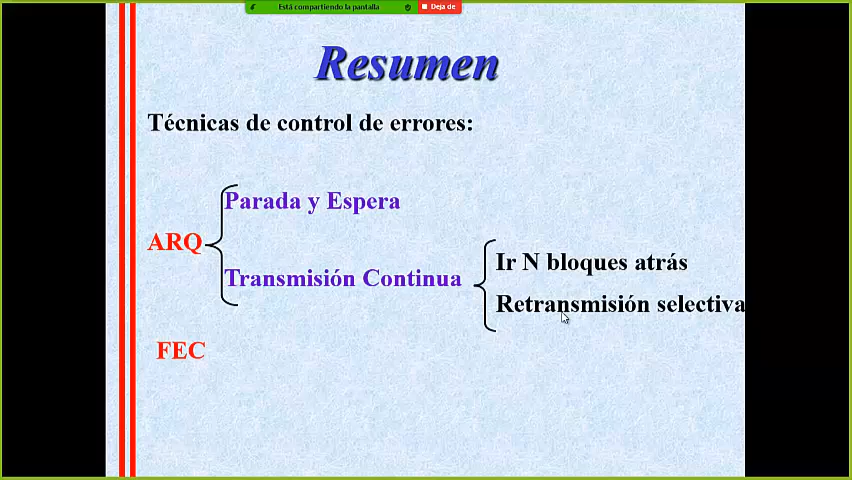 Está compartiendo la pantalla
Deja de
Resumen
Técnicas de control de errores:
Parada y Espera
ARQ
Transmisión Continua
Ir N bloques atrás
Retransmisión selectiva
FEC